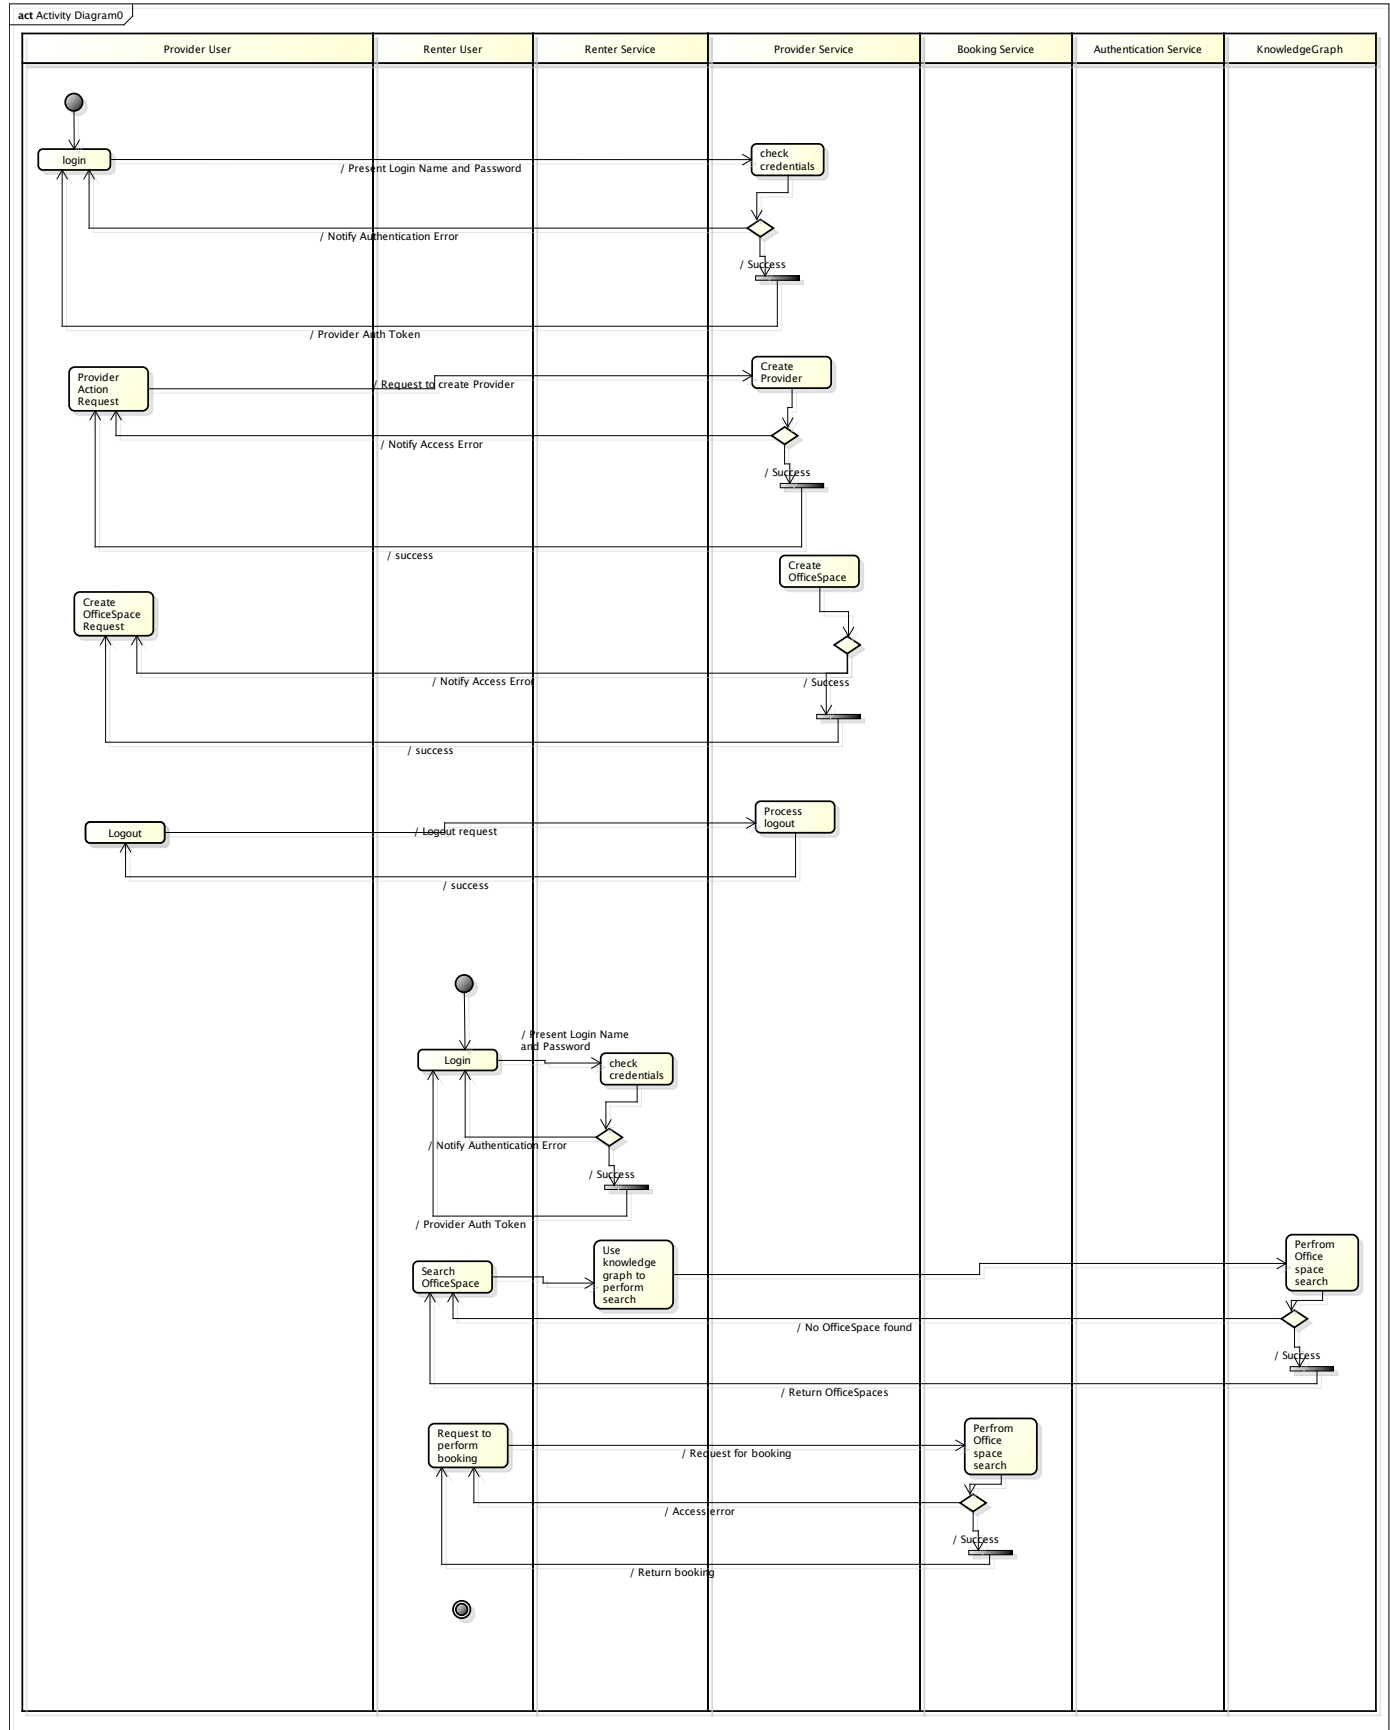 act Activity Diagram0
Provider User
Renter User
Renter Service
Provider Service
Booking Service
Authentication Service
KnowledgeGraph
login
/ Present Login Name and Password
check
credentials
/ Notify Authentication Error
/ Success
/ Provider Auth Token
Provider
Action
Request
/ Request to create Provider
Create
Provider
/ Notify Access Error
/ Success
/ success
Create
OfficeSpace
Create
OfficeSpace
Request
/ Notify Access Error
/ Success
/ success
Logout
/ Logout request
Process
logout
/ success
Login
/ Present Login Name
and Password
check
credentials
/ Notify Authentication Error
/ Success
/ Provider Auth Token
Search
OfficeSpace
Use
knowledge
graph to
perform
search
Perfrom
Office
space
search
/ No OfficeSpace found
/ Success
/ Return OfficeSpaces
Request to
perform
booking
/ Request for booking
Perfrom
Office
space
search
/ Access error
/ Success
/ Return booking